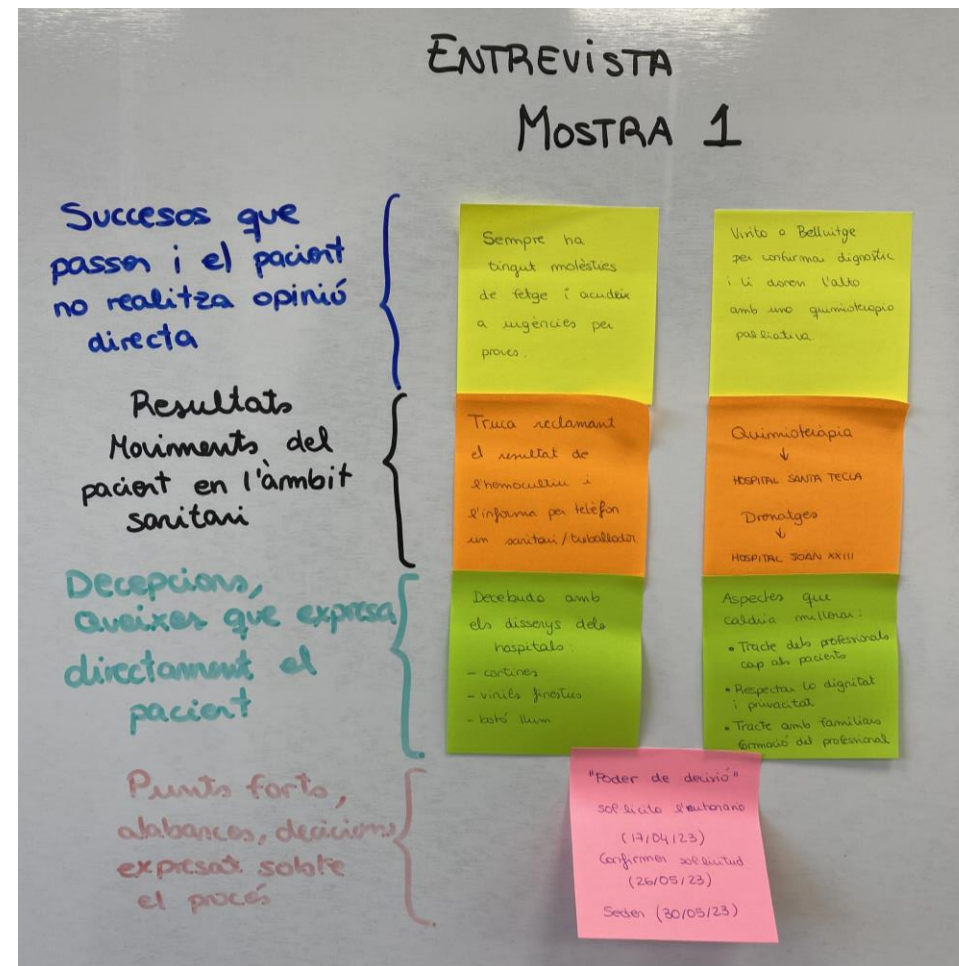 ENTREVISTA
MOSTRA 1
Succesos que
passen i el pacient
no realitza opinió
directa
Sempre ha
tingut molèsties
de fetge i acudeix
a urgències per
proves.
Visita a Bellvitge
per confirmar dignostic
i li donen l'alta
amb una quimioteràpia
pal·liativa.
Resultats
Moviments del
pacient en l'àmbit
sanitari
Truca reclamant
el resultat de
l'hemocultiu i
l'informa per telèfon
un sanitari/treballador.
Quimioteràpia
↓
HOSPITAL SANTA TECLA
Drenatges
↓
HOSPITAL JOAN XXIII
Decepcions,
Queixes que expresa
directament el
pacient
Decebuda amb
els dissenys dels
hospitals:
- cortines
- vinils finestres
- botó llum
Aspectes que
caldria millorar:
• Tracte dels professionals
cap als pacients
• Respectar la dignitat
i privacitat
• Tracte amb familiars
formació del professional
Punts forts,
alabances, decicions
expresat sobte
el procés
"Poder de decisió"
sol·licita l'eutanasia
(17/04/23)
Confirmen sol·licitud
(26/05/23)
Seden (30/05/23)